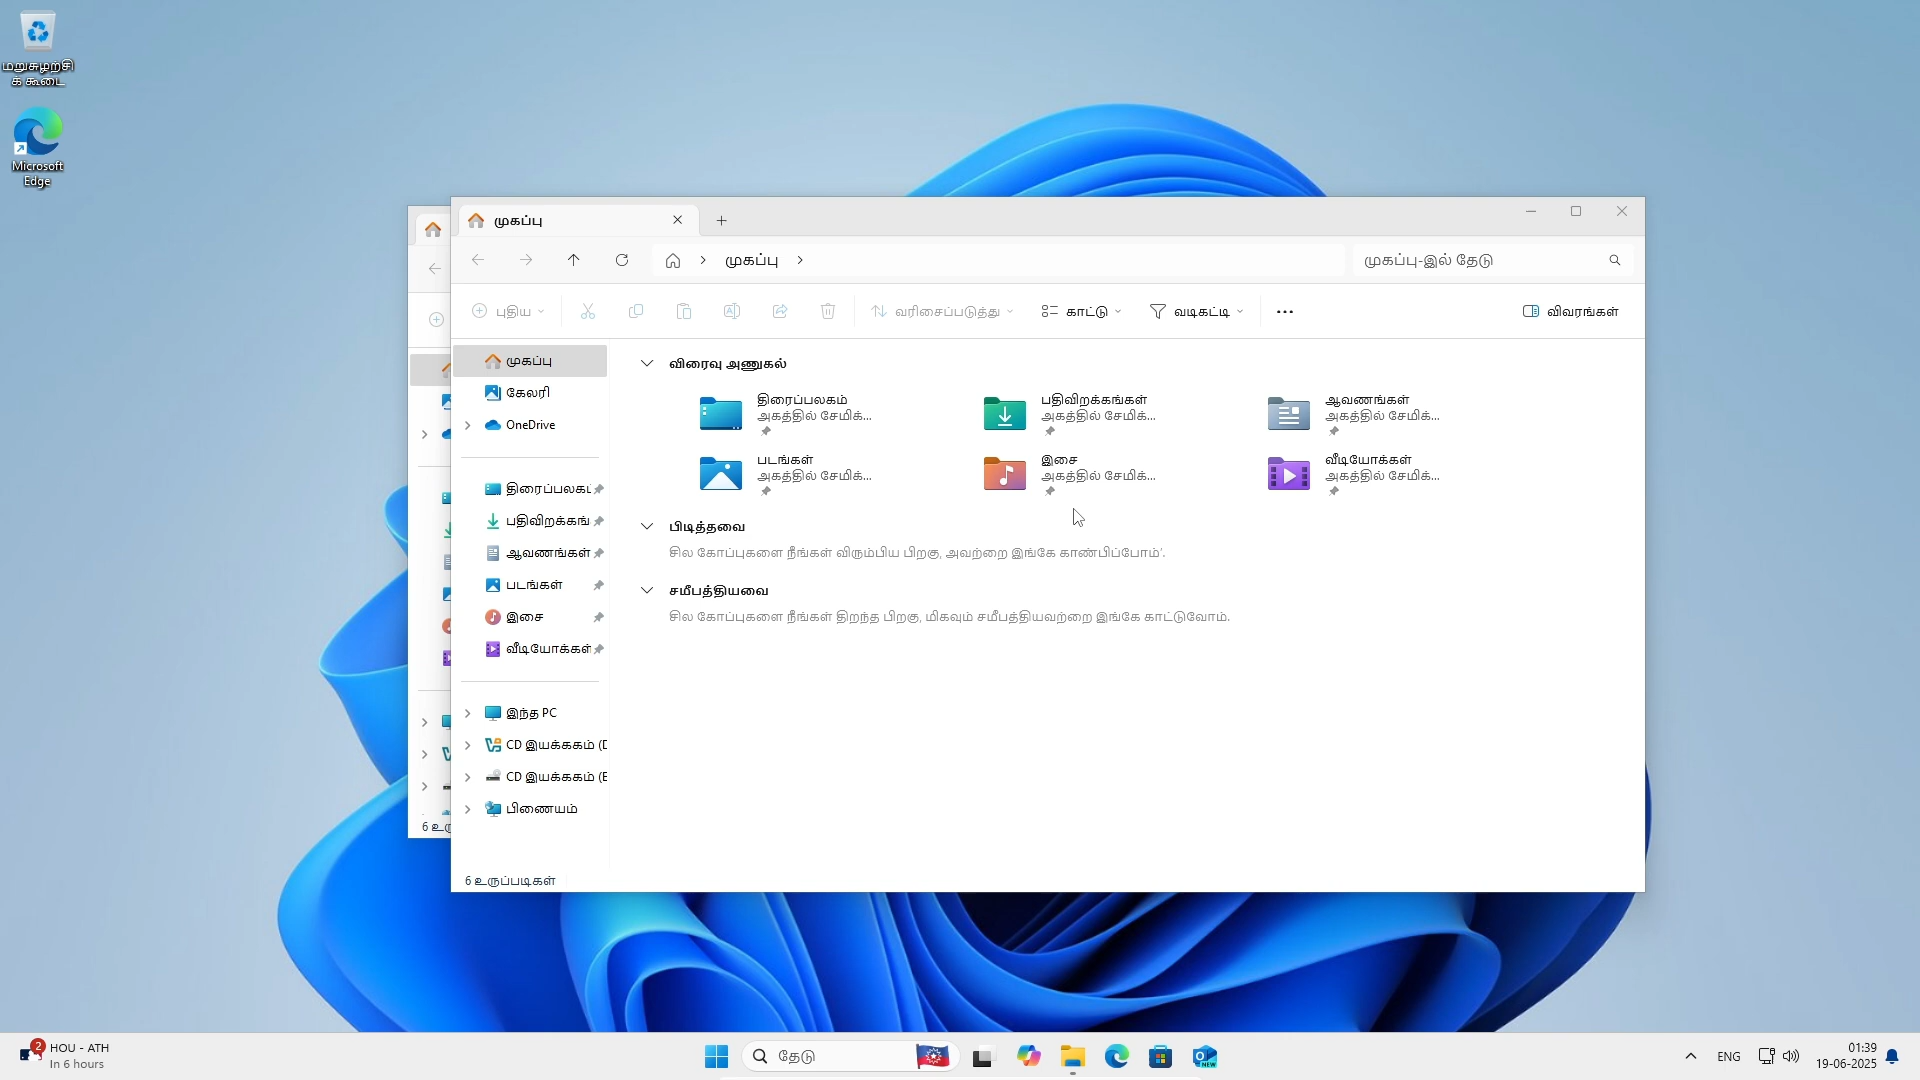 மறுசுழற்சி
க் கூடை
Microsoft
Edge
முகப்பு
முகப்பு
முகப்பு-இல் தேடு
புதிய
வரிசைப்படுத்து
காட்டு
வடிகட்டி
விவரங்கள்
முகப்பு
கேலரி
OneDrive
திரைப்பலகம்
பதிவிறக்கங்
ஆவணங்கள்
படங்கள்
இசை
வீடியோக்கள்
இந்த PC
CD இயக்ககம் (D
CD இயக்ககம் (E
பிணையம்
விரைவு அணுகல்
திரைப்பலகம்
அகத்தில் சேமிக்...
பதிவிறக்கங்கள்
அகத்தில் சேமிக்...
ஆவணங்கள்
அகத்தில் சேமிக்...
படங்கள்
அகத்தில் சேமிக்...
இசை
அகத்தில் சேமிக்...
வீடியோக்கள்
அகத்தில் சேமிக்...
பிடித்தவை
சில கோப்புகளை நீங்கள் விரும்பிய பிறகு, அவற்றை இங்கே காண்பிப்போம்'.
சமீபத்தியவை
சில கோப்புகளை நீங்கள் திறந்த பிறகு, மிகவும் சமீபத்தியவற்றை இங்கே காட்டுவோம்.
6 உரு
6 உருப்படிகள்
2
HOU - ATH
In 6 hours
தேடு
NEW
ENG
01:39
19-06-2025